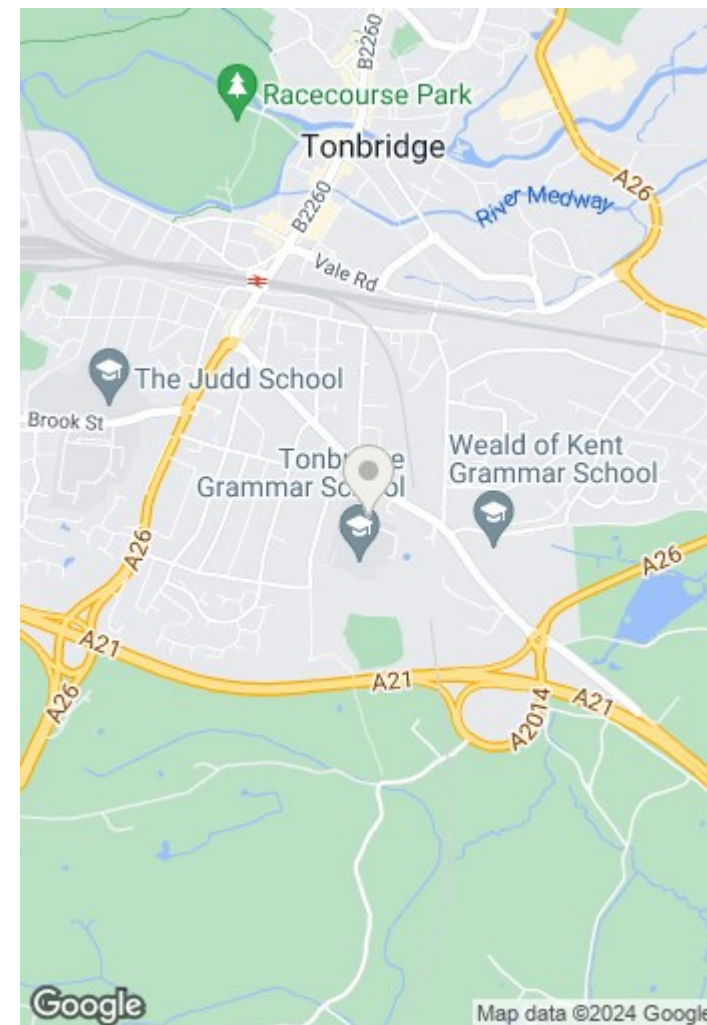 B2260
Racecourse Park
Tonbridge
A26
River Medway
B2260
Vale Rd
The Judd School
Brook St
Weald of Kent
Grammar School
Grammar School
A26
A26
A21
A21
A21
A26
A2014
Google
Map data ©2024 Google